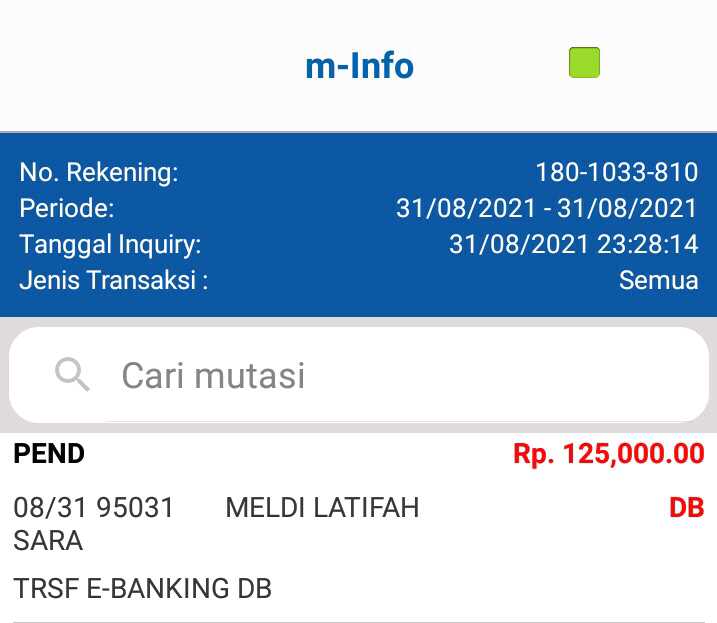 m-Info
No. Rekening: 180-1033-810
Periode: 31/08/2021 - 31/08/2021
Tanggal Inquiry: 31/08/2021 23:28:14
Jenis Transaksi : Semua
Cari mutasi
PEND Rp. 125,000.00
08/31 95031 MELDI LATIFAH DB
SARA
TRSF E-BANKING DB